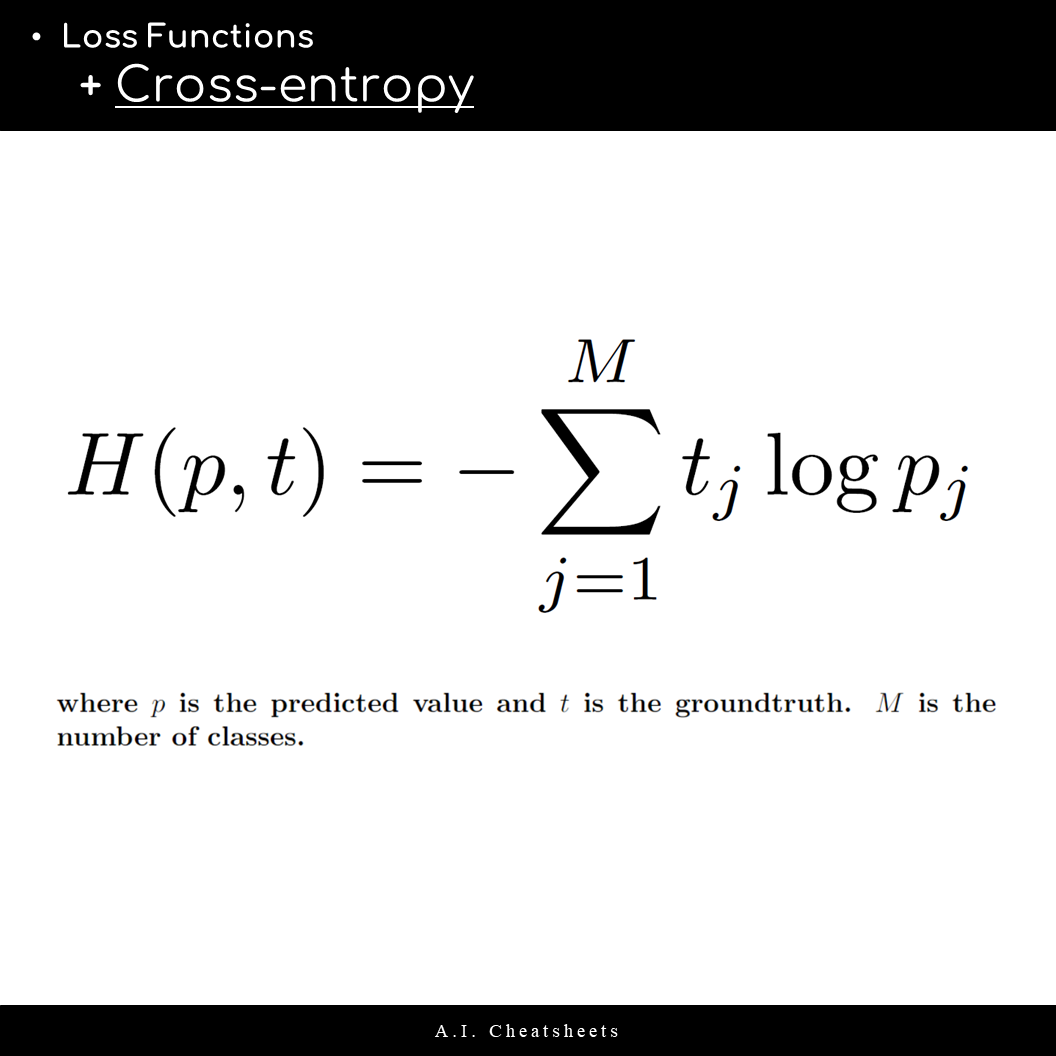 • Loss Functions
+ Cross-entropy
H(p, t) = − ∑_{j=1}^{M} t_j log p_j
where p is the predicted value and t is the groundtruth. M is the
number of classes.
A.I. Cheatsheets